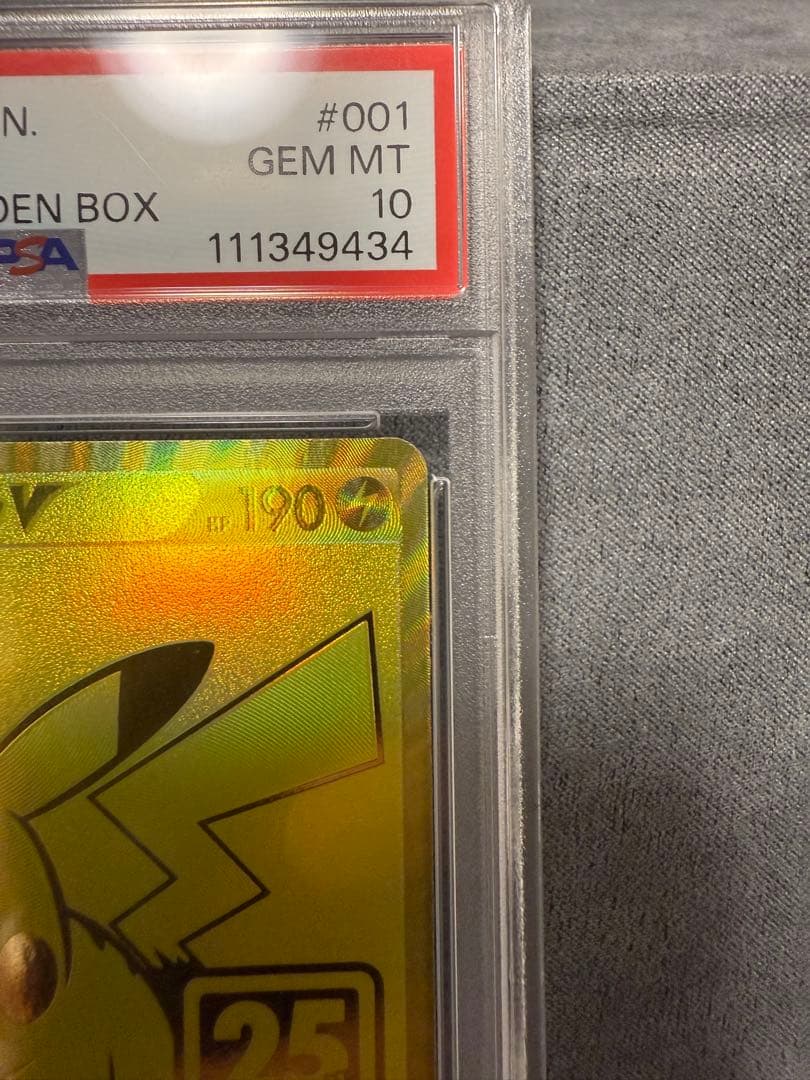 N. #001
GEM MT
DEN BOX 10
PSA 111349434
V HP 190
25